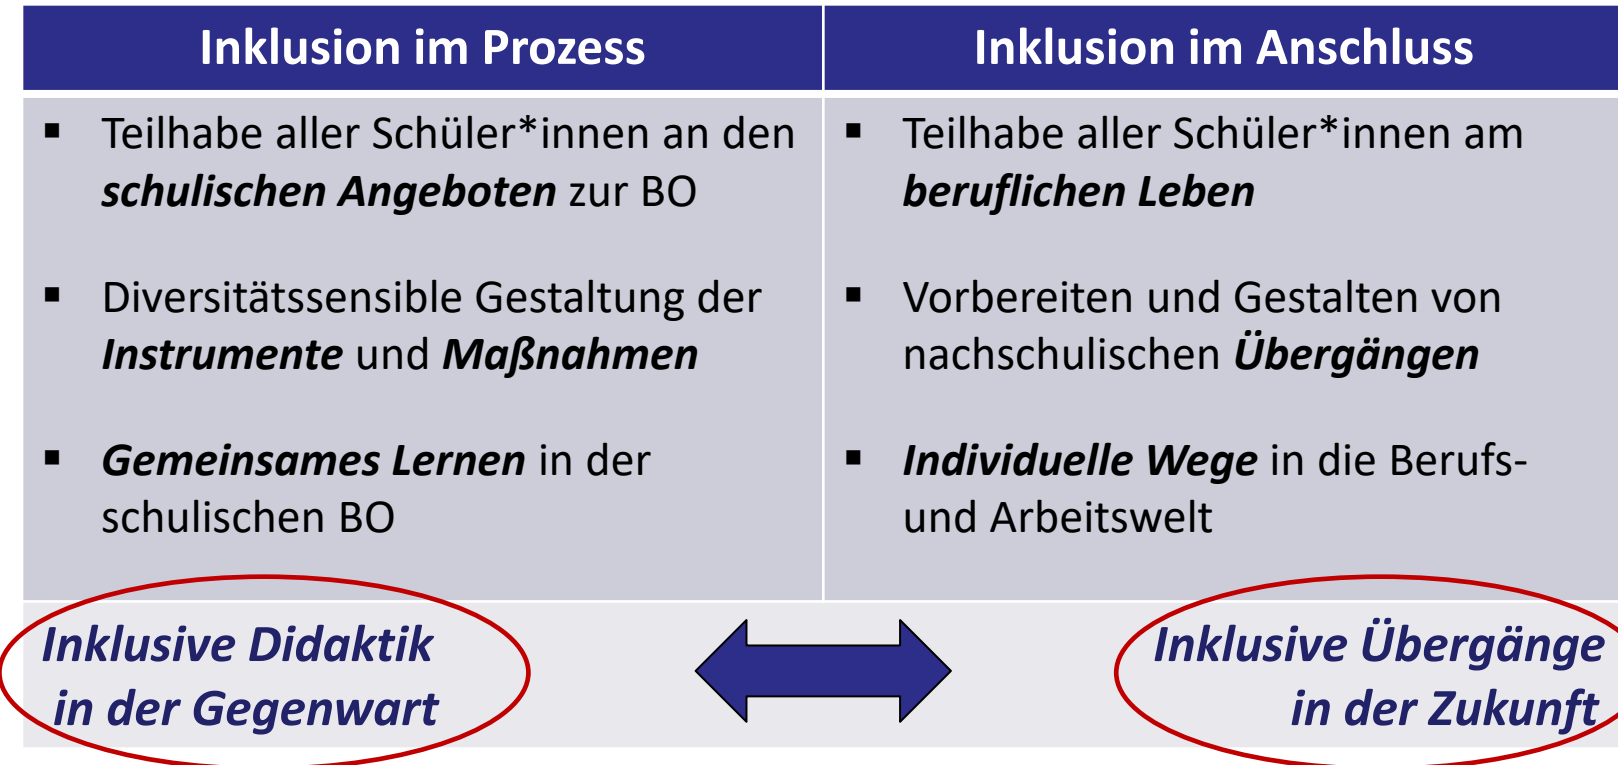 Inklusion im Prozess
Inklusion im Anschluss
▪ Teilhabe aller Schüler*innen an den
schulischen Angeboten zur BO
▪ Diversitätssensible Gestaltung der
Instrumente und Maßnahmen
▪ Gemeinsames Lernen in der
schulischen BO
▪ Teilhabe aller Schüler*innen am
beruflichen Leben
▪ Vorbereiten und Gestalten von
nachschulischen Übergängen
▪ Individuelle Wege in die Berufs-
und Arbeitswelt
Inklusive Didaktik
in der Gegenwart
Inklusive Übergänge
in der Zukunft